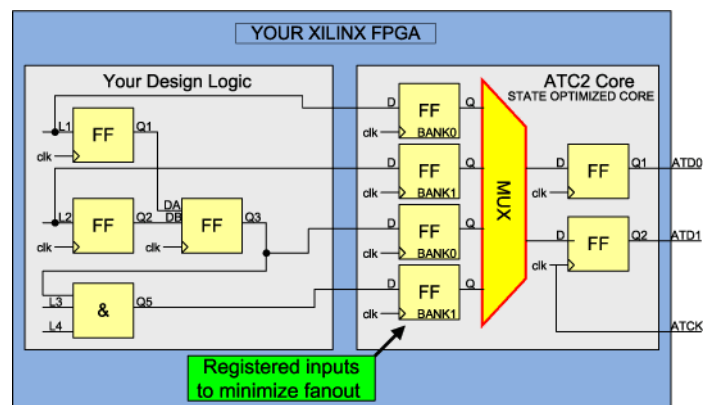 YOUR XILINX FPGA
Your Design Logic
L1
FF
Q1
clk
L2
FF
Q2
clk
DA
DB
FF
Q3
clk
L3
L4
&
Q5
ATC2 Core
STATE OPTIMIZED CORE
D
FF
Q
clk
BANK0
D
FF
Q
clk
BANK1
D
FF
Q
clk
BANK0
D
FF
Q
clk
BANK1
MUX
D
FF
Q1
clk
ATD0
D
FF
Q2
clk
ATD1
ATCK
Registered inputs
to minimize fanout